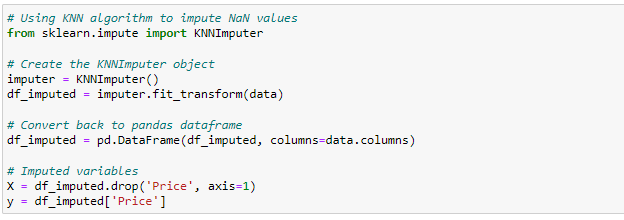 # Using KNN algorithm to impute NaN values
from sklearn.impute import KNNImputer
# Create the KNNImputer object
imputer = KNNImputer()
df_imputed = imputer.fit_transform(data)
# Convert back to pandas dataframe
df_imputed = pd.DataFrame(df_imputed, columns=data.columns)
# Imputed variables
X = df_imputed.drop('Price', axis=1)
y = df_imputed['Price']